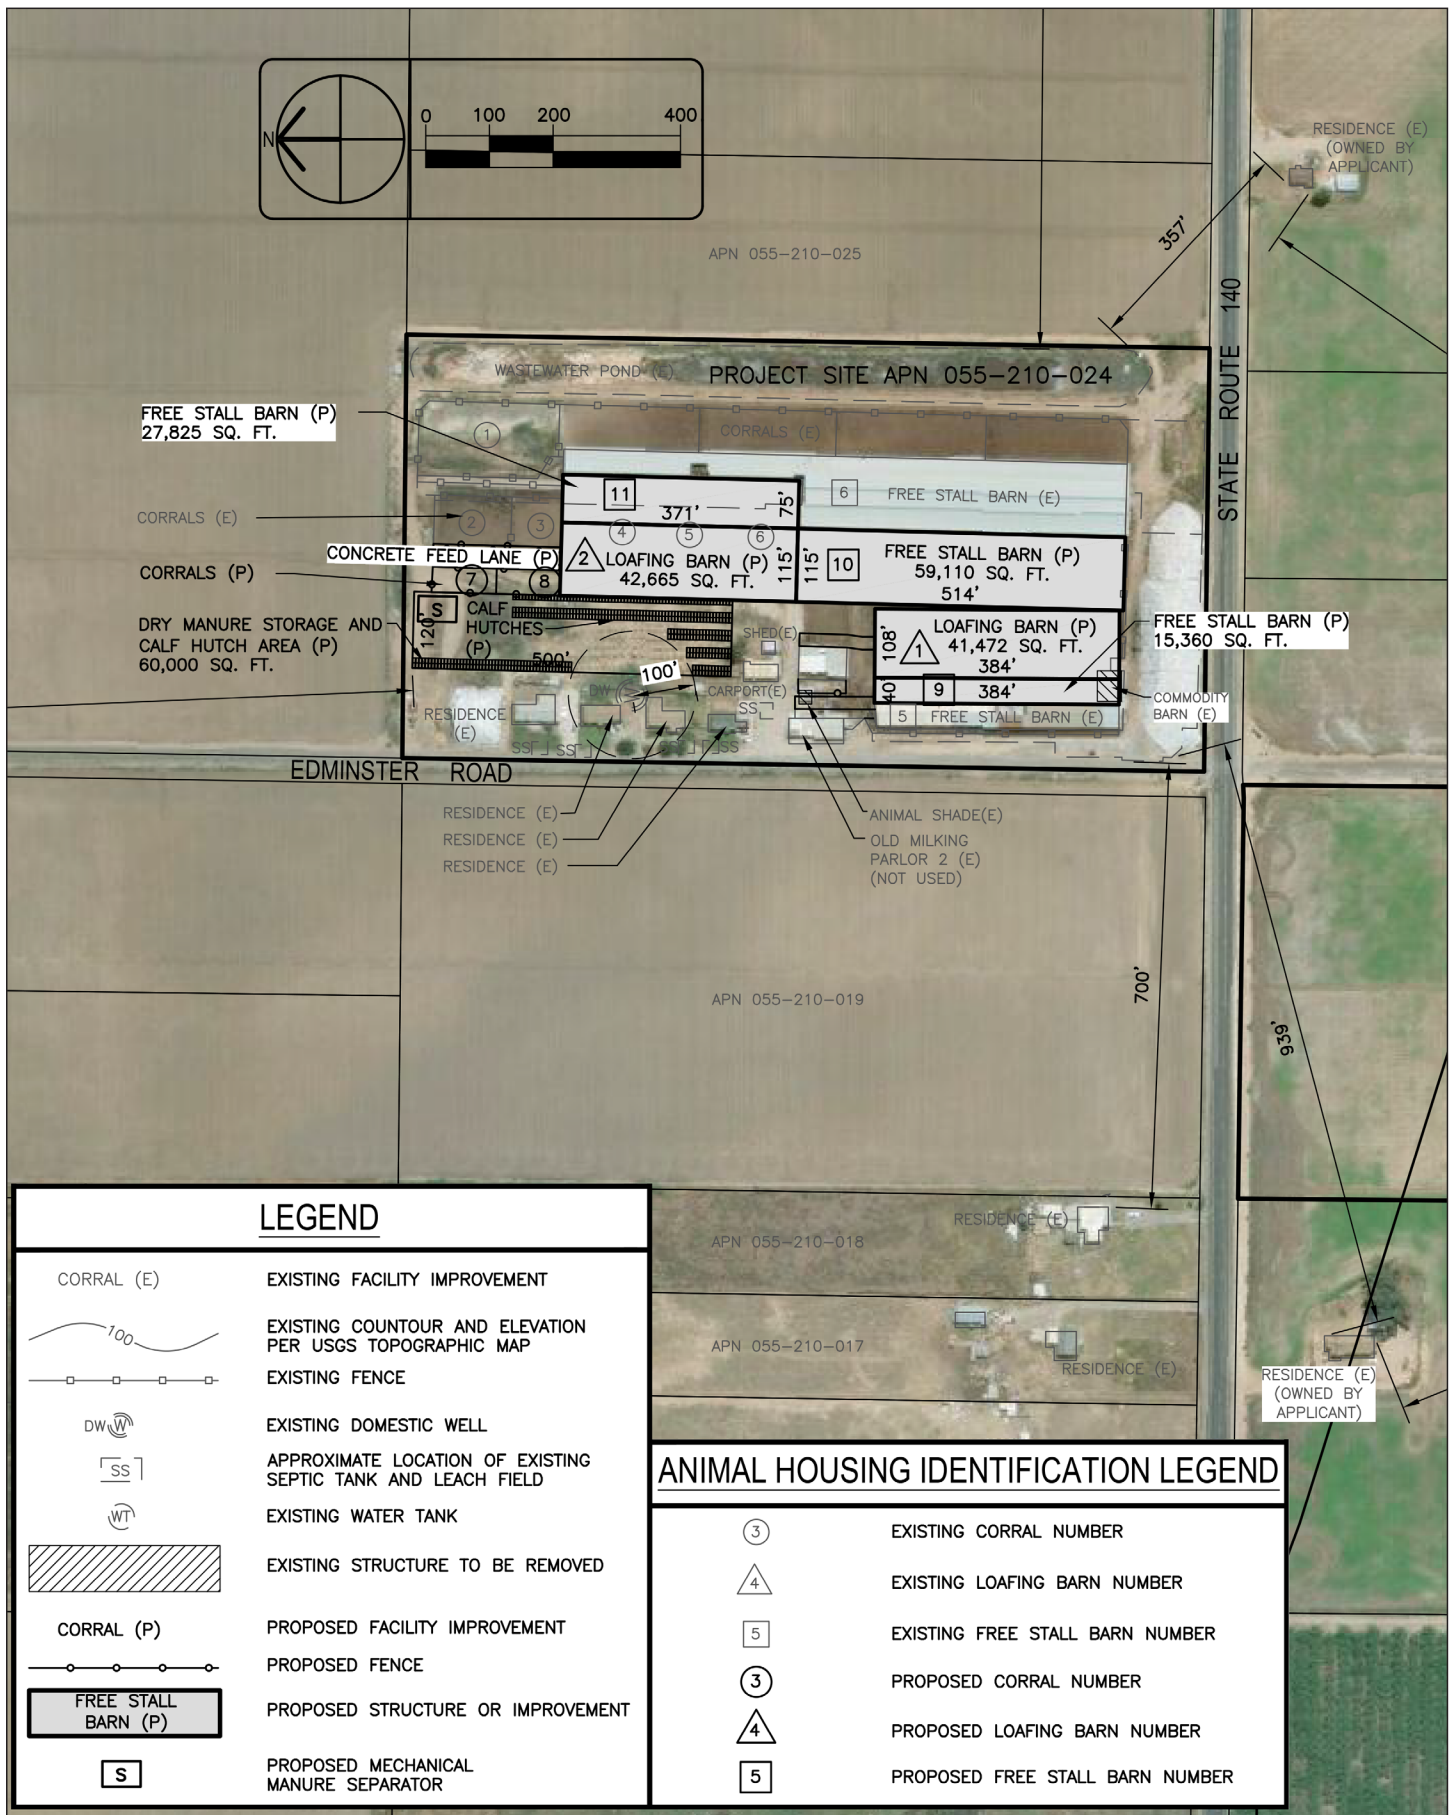 N
0 100 200 400
RESIDENCE (E)
(OWNED BY
APPLICANT)
357'
APN 055-210-025
STATE ROUTE 140
WASTEWATER POND (E)
PROJECT SITE APN 055-210-024
FREE STALL BARN (P)
27,825 SQ. FT.
1
CORRALS (E)
11
371'
75'
6
FREE STALL BARN (E)
CORRALS (E)
2
3
4
5
6
CONCRETE FEED LANE (P)
2
LOAFING BARN (P)
42,665 SQ. FT.
115'
115'
10
FREE STALL BARN (P)
59,110 SQ. FT.
514'
CORRALS (P)
7
8
S
120'
CALF
HUTCHES
(P)
500'
DRY MANURE STORAGE AND
CALF HUTCH AREA (P)
60,000 SQ. FT.
SHED(E)
108'
1
LOAFING BARN (P)
41,472 SQ. FT.
384'
FREE STALL BARN (P)
15,360 SQ. FT.
100'
DW
CARPORT(E)
SS
40'
9
384'
COMMODITY
BARN (E)
RESIDENCE
(E)
5
FREE STALL BARN (E)
SS
SS
SS
EDMINSTER ROAD
RESIDENCE (E)
RESIDENCE (E)
RESIDENCE (E)
ANIMAL SHADE(E)
OLD MILKING
PARLOR 2 (E)
(NOT USED)
APN 055-210-019
700'
939'
RESIDENCE (E)
APN 055-210-018
APN 055-210-017
RESIDENCE (E)
RESIDENCE (E)
(OWNED BY
APPLICANT)
LEGEND
CORRAL (E) EXISTING FACILITY IMPROVEMENT
100 EXISTING COUNTOUR AND ELEVATION
PER USGS TOPOGRAPHIC MAP
EXISTING FENCE
DW W EXISTING DOMESTIC WELL
SS APPROXIMATE LOCATION OF EXISTING
SEPTIC TANK AND LEACH FIELD
WT EXISTING WATER TANK
EXISTING STRUCTURE TO BE REMOVED
CORRAL (P) PROPOSED FACILITY IMPROVEMENT
PROPOSED FENCE
FREE STALL
BARN (P)
PROPOSED STRUCTURE OR IMPROVEMENT
S PROPOSED MECHANICAL
MANURE SEPARATOR
ANIMAL HOUSING IDENTIFICATION LEGEND
3 EXISTING CORRAL NUMBER
4 EXISTING LOAFING BARN NUMBER
5 EXISTING FREE STALL BARN NUMBER
3 PROPOSED CORRAL NUMBER
4 PROPOSED LOAFING BARN NUMBER
5 PROPOSED FREE STALL BARN NUMBER